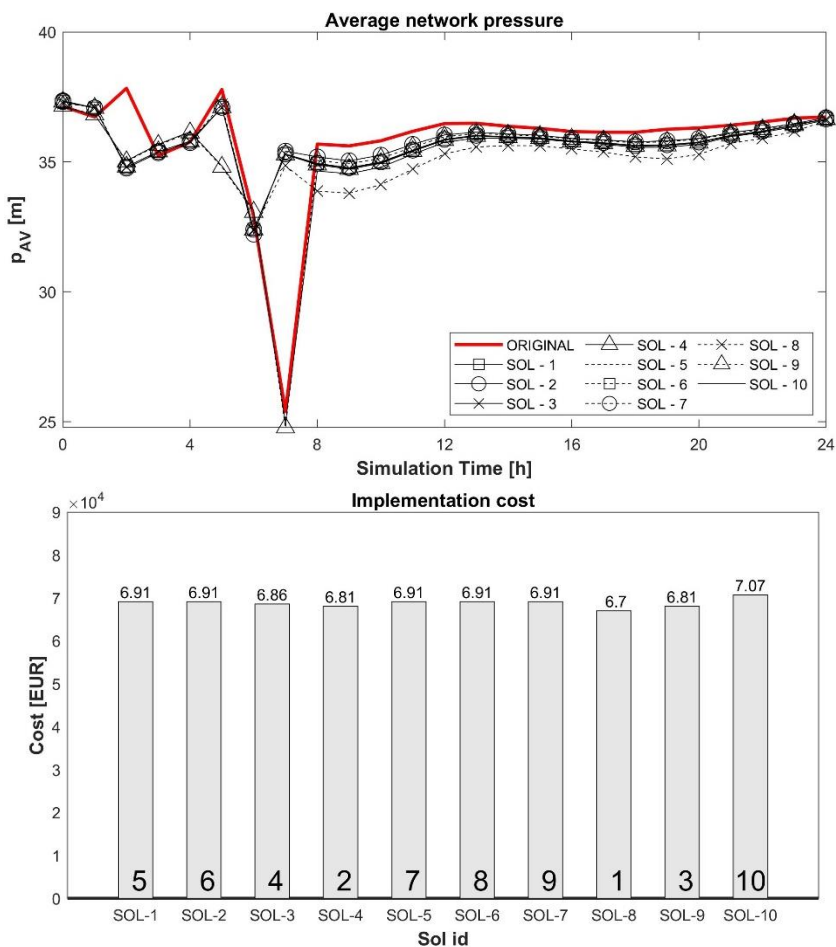 Average network pressure
40
35
30
25
p_AV [m]
0 4 8 12 16 20 24
Simulation Time [h]
ORIGINAL
SOL - 1
SOL - 2
SOL - 3
SOL - 4
SOL - 5
SOL - 6
SOL - 7
SOL - 8
SOL - 9
SOL - 10
Implementation cost
×10^4
9
8
7
6
5
4
3
2
1
0
Cost [EUR]
6.91 6.91 6.86 6.81 6.91 6.91 6.91 6.7 6.81 7.07
5 6 4 2 7 8 9 1 3 10
SOL-1 SOL-2 SOL-3 SOL-4 SOL-5 SOL-6 SOL-7 SOL-8 SOL-9 SOL-10
Sol id